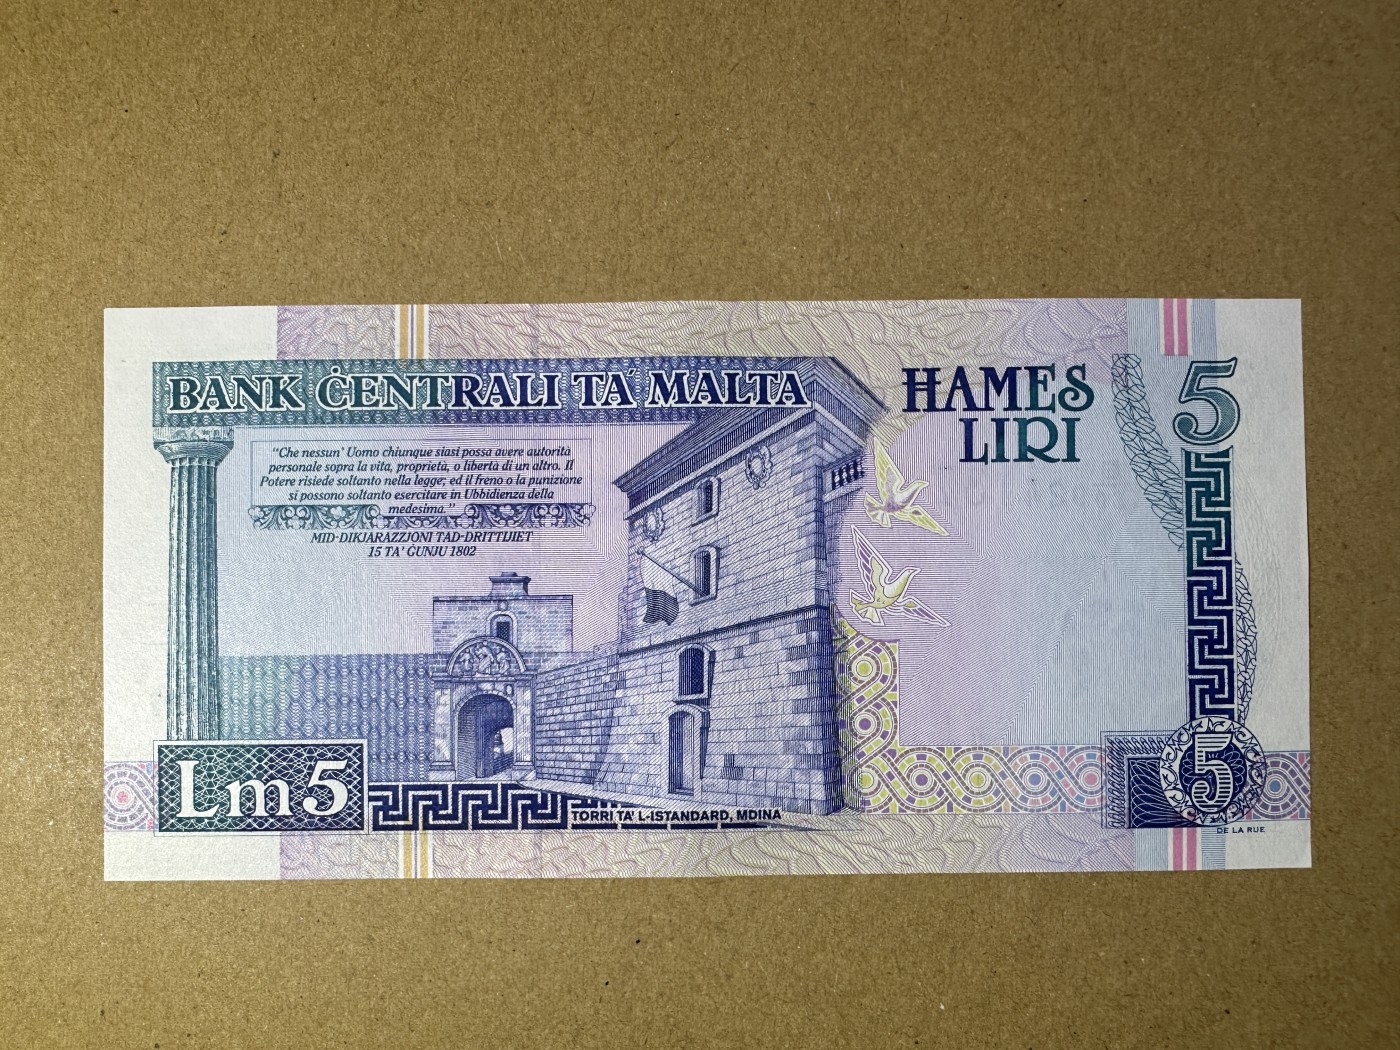 BANK ĊENTRALI TA' MALTA
ĦAMES
LIRI
5
"Che nessun' Uomo chiunque siasi possa avere autorità
personale sopra la vita, proprietà, o libertà di un altro. Il
Potere risiede soltanto nella legge; ed il freno o la punizione
si possono soltanto esercitare in Ubbidienza della
medesima."
MID-DIKJARAZZJONI TAD-DRITTIJIET
15 TA' ĠUNJU 1802
Lm5
TORRI TA' L-ISTANDARD, MDINA
5
DE LA RUE